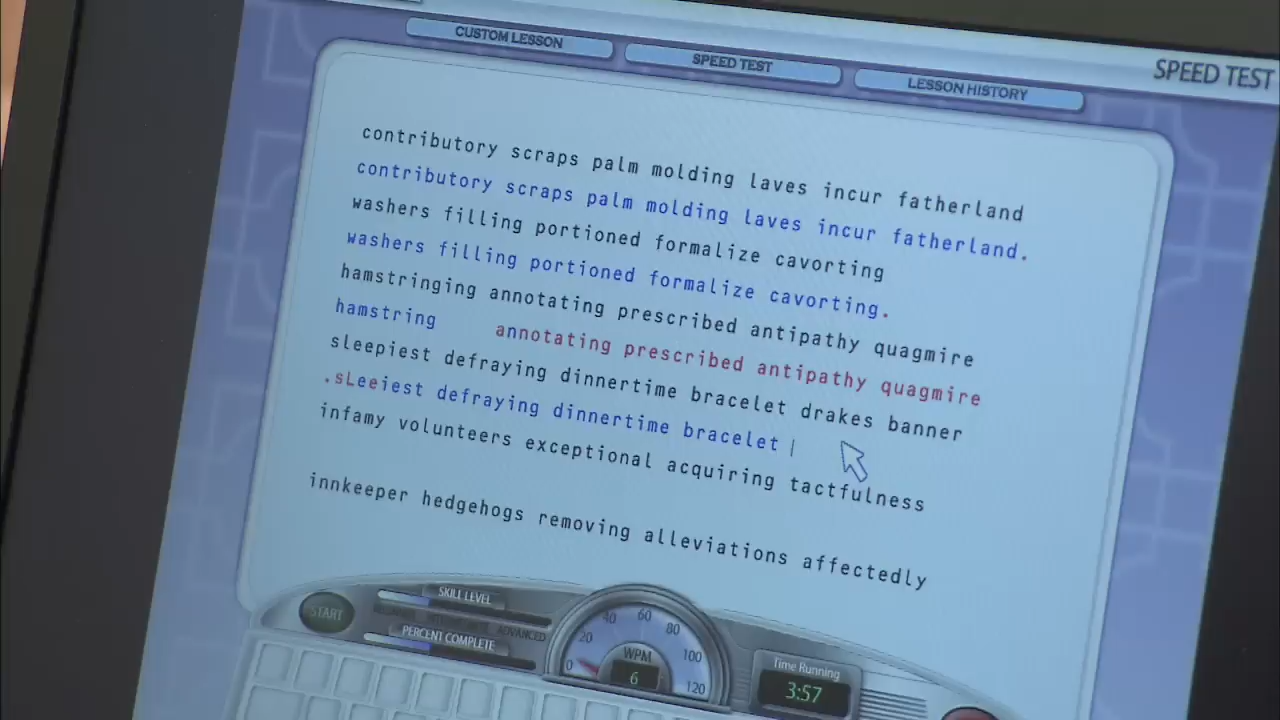 CUSTOM LESSON
SPEED TEST
LESSON HISTORY
SPEED TEST
contributory scraps palm molding laves incur fatherland
contributory scraps palm molding laves incur fatherland.
washers filling portioned formalize cavorting
washers filling portioned formalize cavorting.
hamstringing annotating prescribed antipathy quagmire
hamstring annotating prescribed antipathy quagmire
sleepiest defraying dinnertime bracelet drakes banner
.sLeeiest defraying dinnertime bracelet
infamy volunteers exceptional acquiring tactfulness
innkeeper hedgehogs removing alleviations affectedly
START
SKILL LEVEL
ADVANCED
PERCENT COMPLETE
0 20 40 60 80 100 120
WPM
6
Time Running
3:57